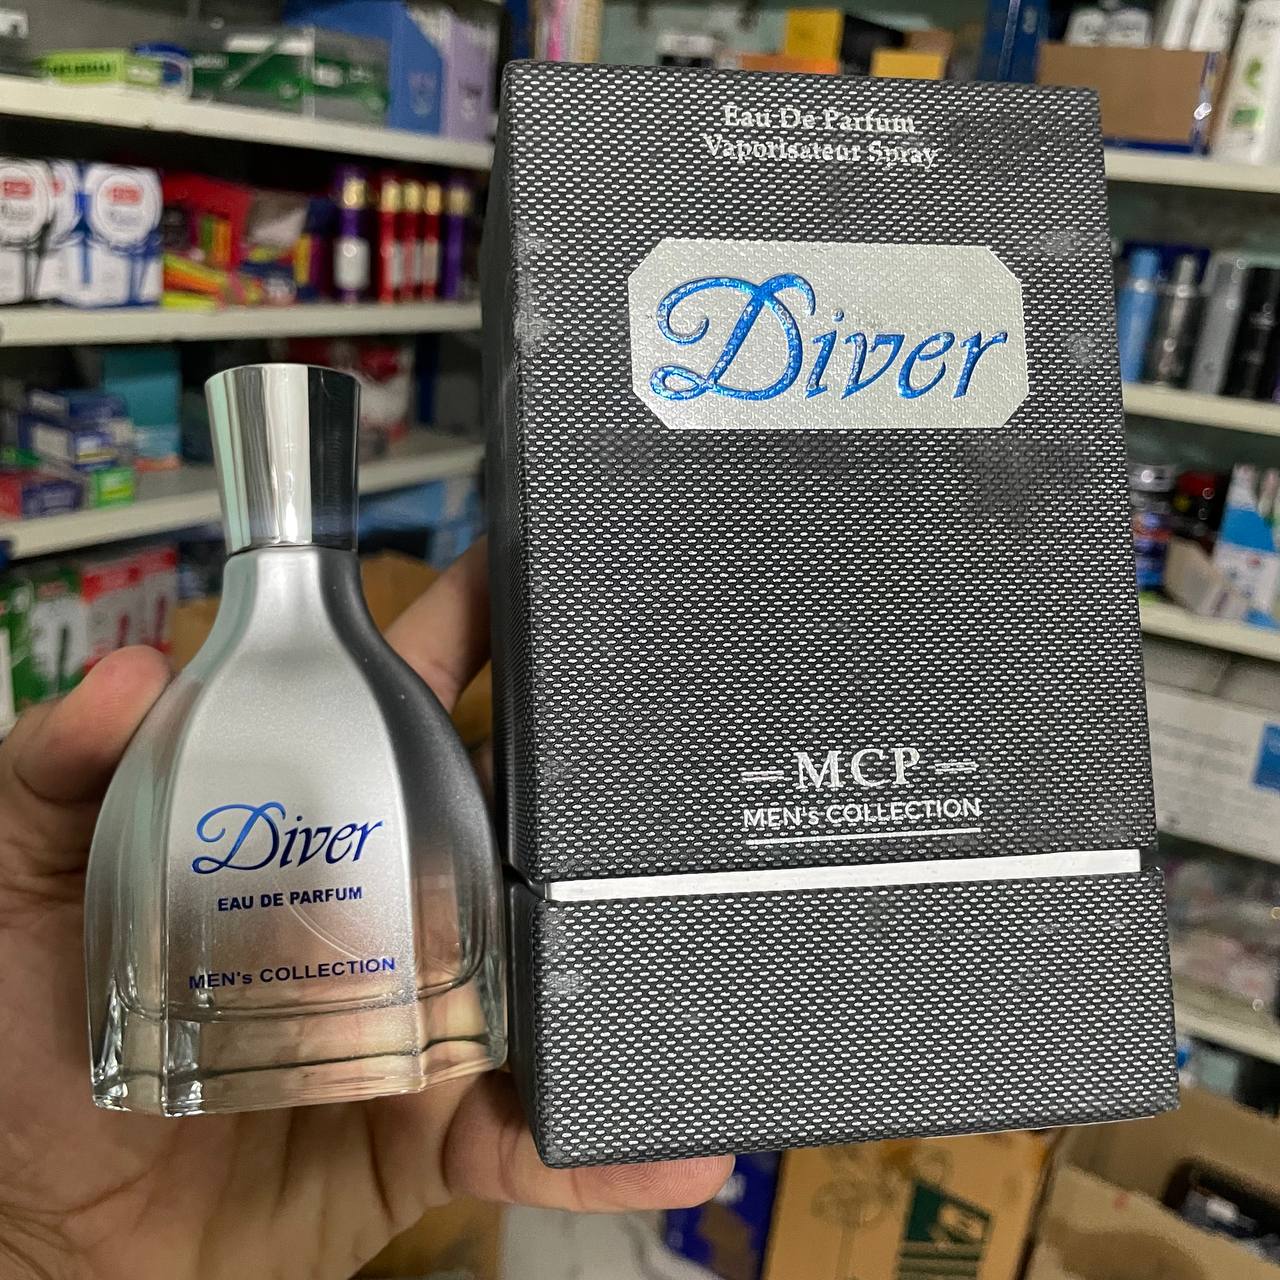 Eau De Parfum
Vaporisateur Spray
Diver
MCP
MEN's COLLECTION
Diver
EAU DE PARFUM
MEN's COLLECTION